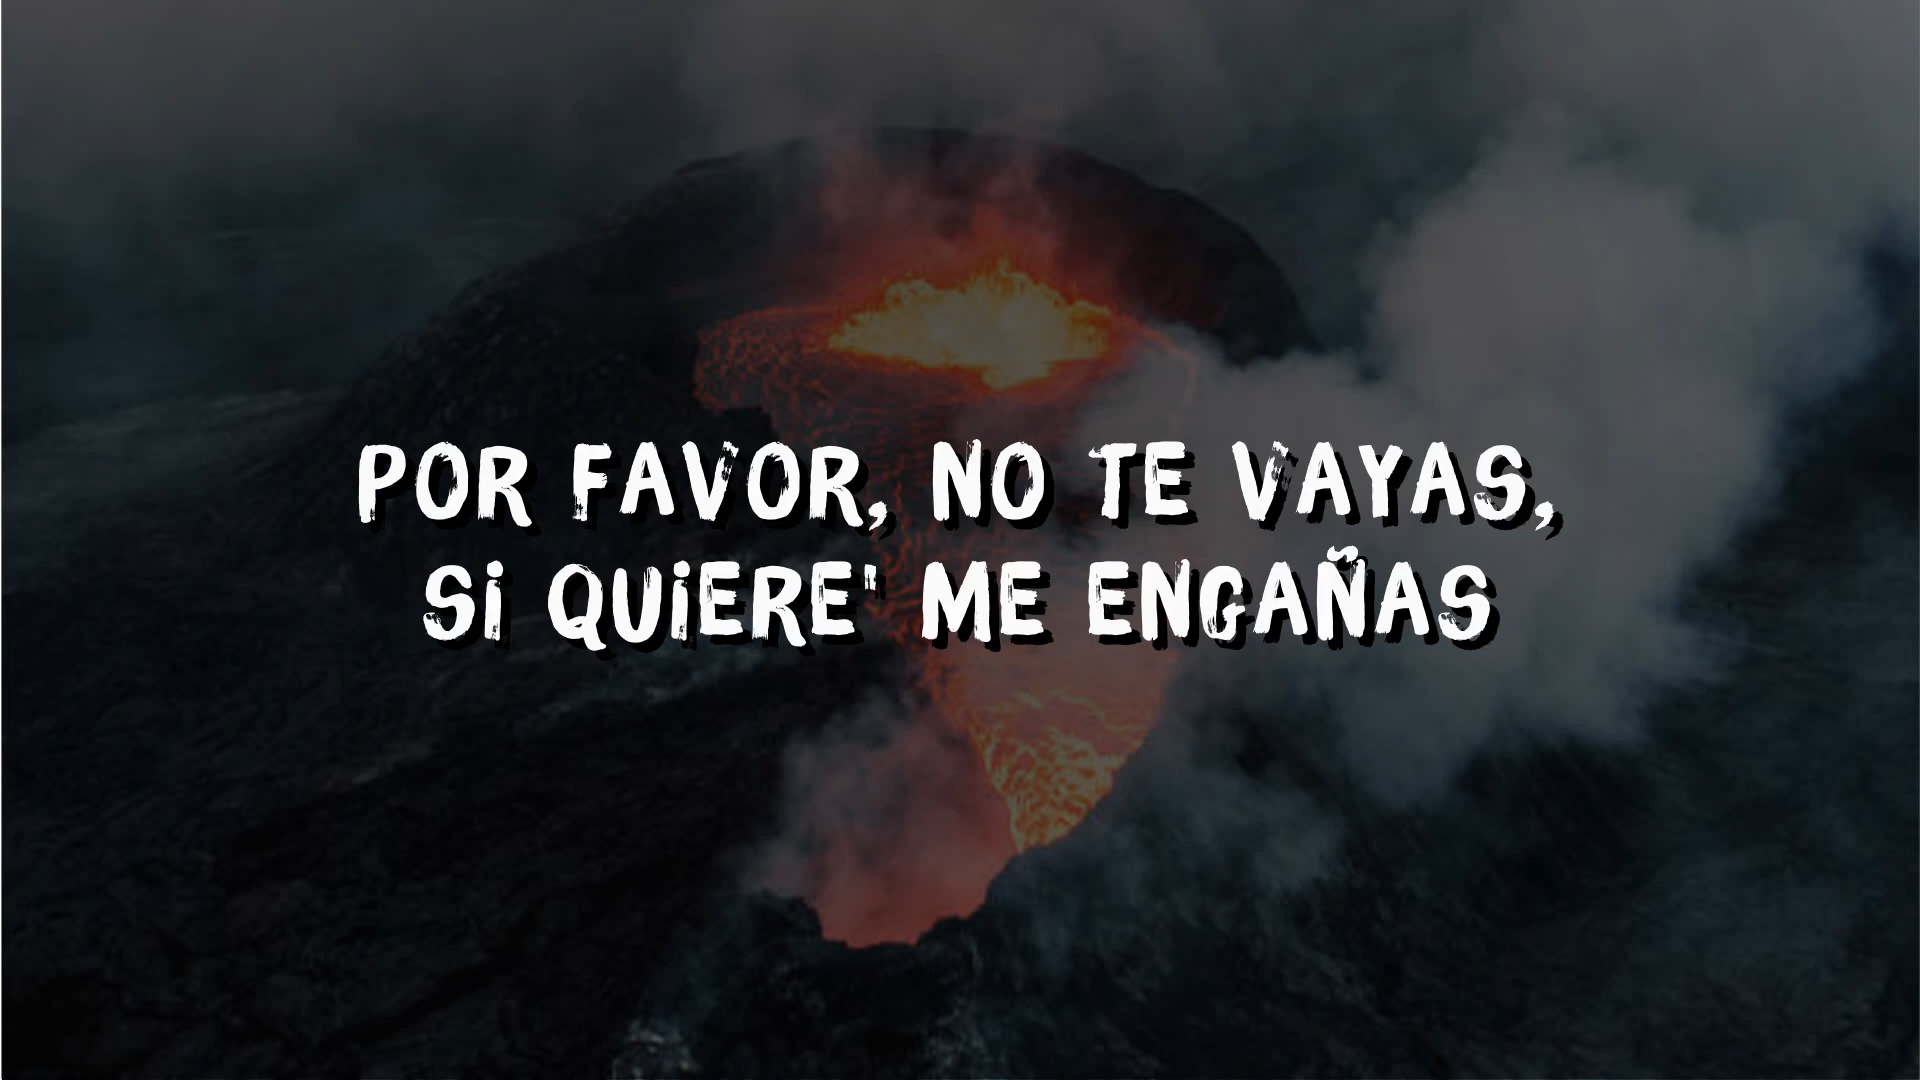 POR FAVOR, NO TE VAYAS,
Si QUiERE' ME ENGAÑAS